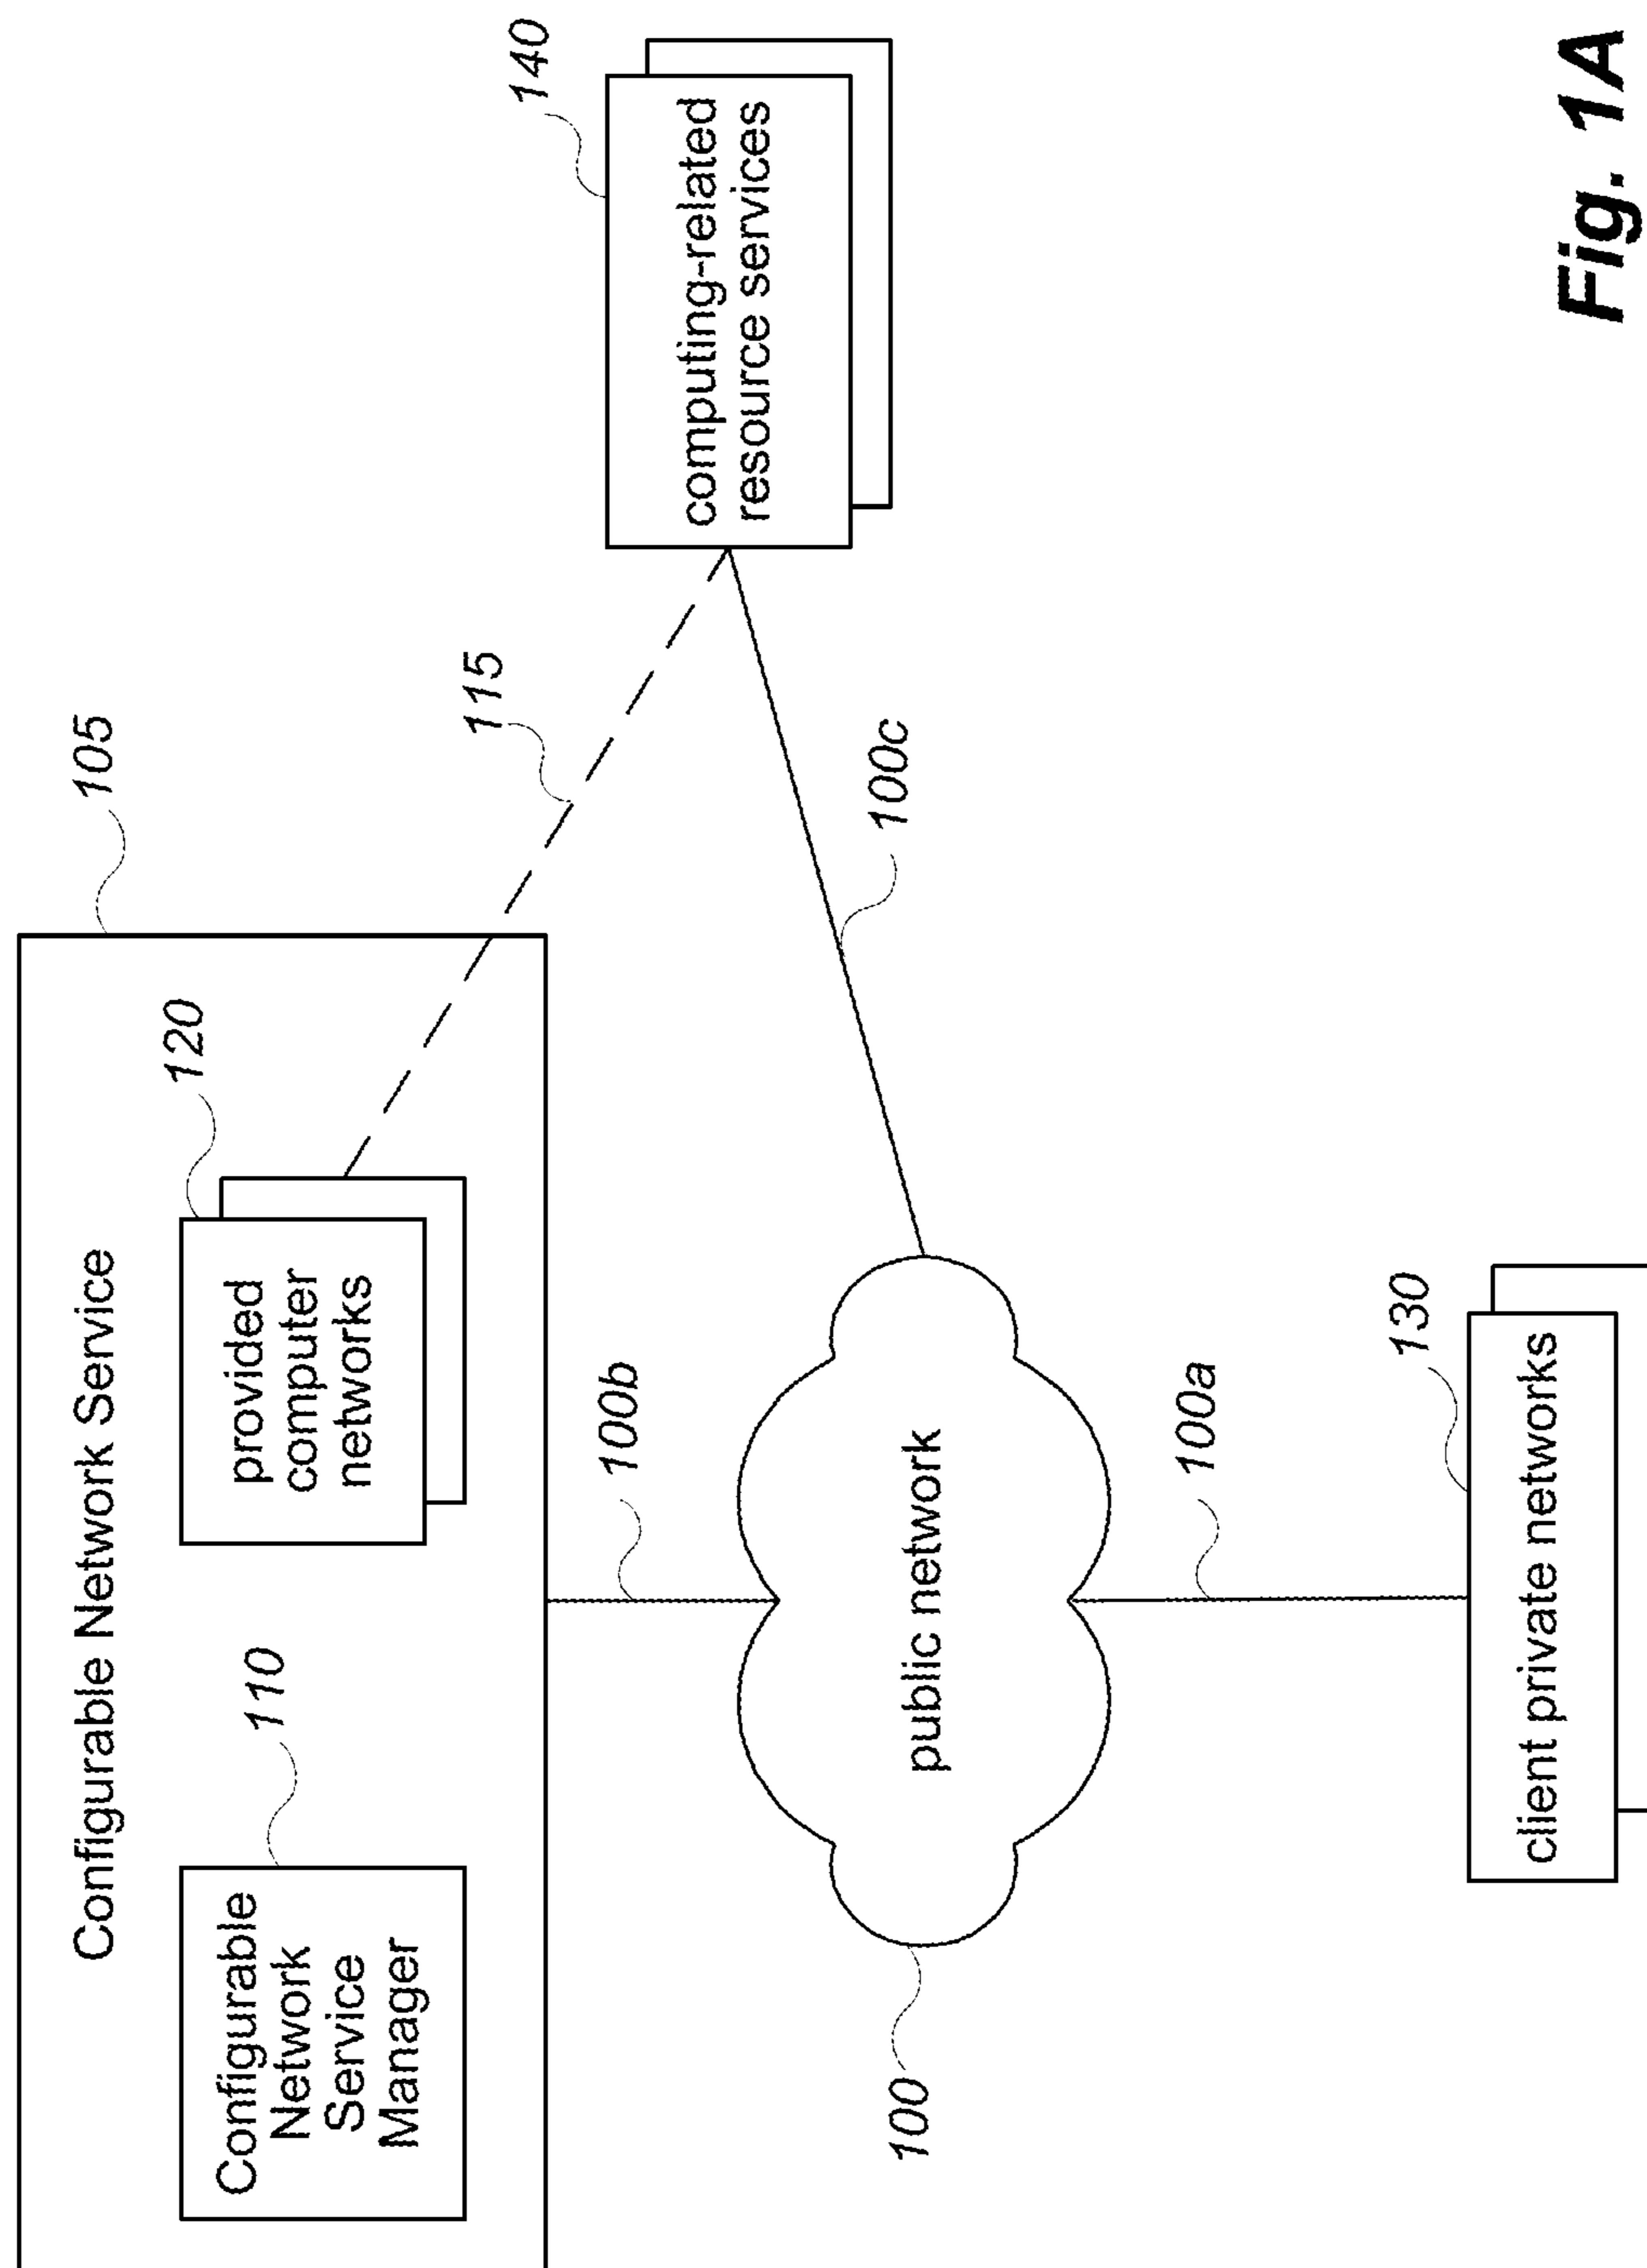 Configurable Network Service
105
Configurable
Network
Service
Manager
110
provided
computer
networks
120
115
computing-related
resource services
140
100b
100c
public network
100
100a
client private networks
130
Fig. 1A